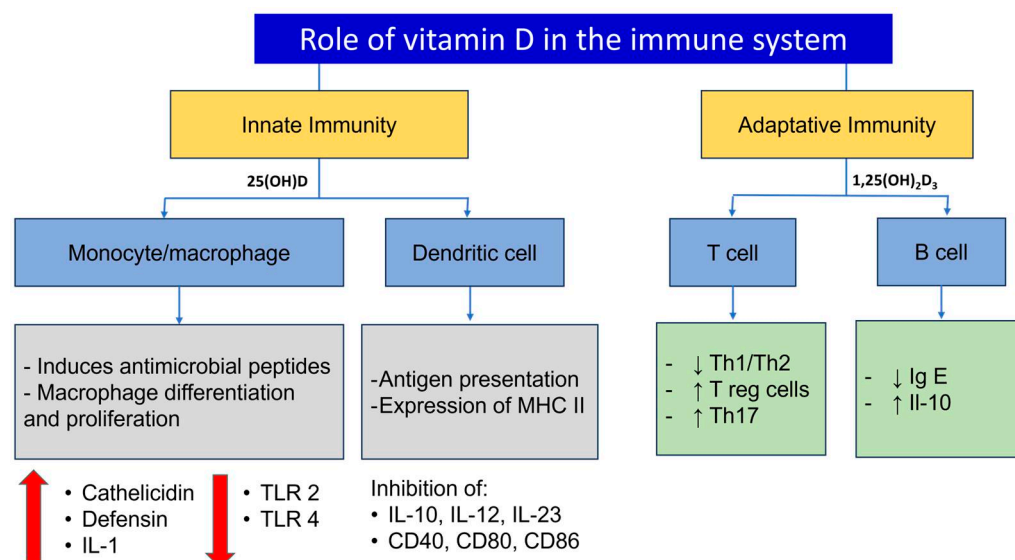 Role of vitamin D in the immune system
Innate Immunity
Adaptative Immunity
25(OH)D
1,25(OH)₂D₃
Monocyte/macrophage
Dendritic cell
T cell
B cell
- Induces antimicrobial peptides
- Macrophage differentiation
and proliferation
-Antigen presentation
-Expression of MHC II
- ↓ Th1/Th2
- ↑ T reg cells
- ↑ Th17
- ↓ Ig E
- ↑ Il-10
• Cathelicidin
• Defensin
• IL-1
• TLR 2
• TLR 4
Inhibition of:
• IL-10, IL-12, IL-23
• CD40, CD80, CD86